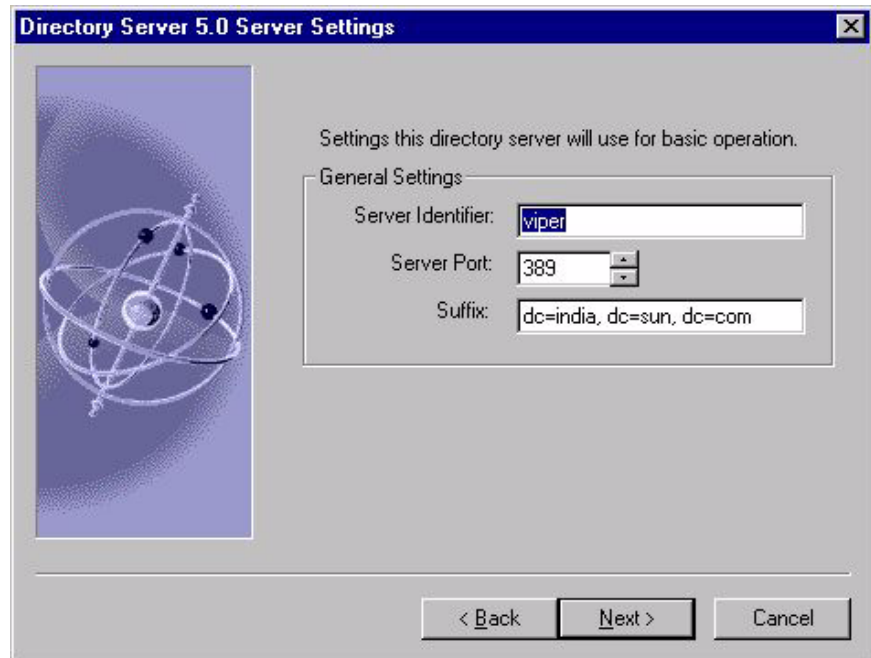 Directory Server 5.0 Server Settings
Settings this directory server will use for basic operation.
General Settings
Server Identifier: viper
Server Port: 389
Suffix: dc=india, dc=sun, dc=com
< Back Next > Cancel